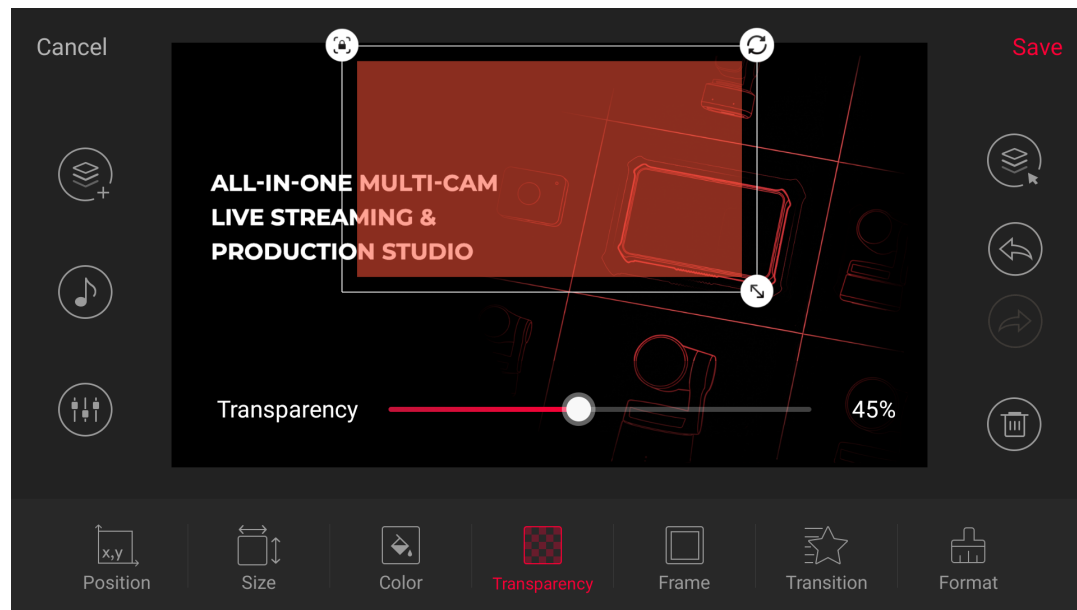 Cancel
Save
ALL-IN-ONE MULTI-CAM
LIVE STREAMING &
PRODUCTION STUDIO
Transparency 45%
x,y
Position Size Color Transparency Frame Transition Format